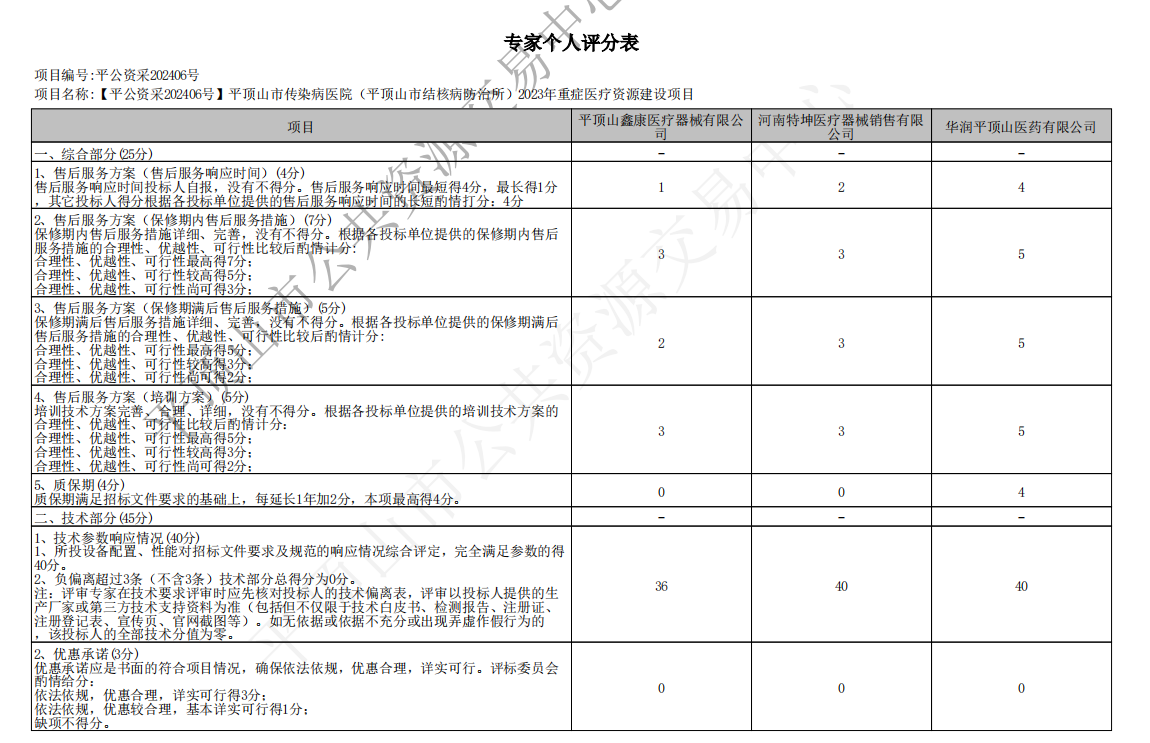 专家个人评分表
项目编号:平公资采202406号
项目名称:【平公资采202406号】平顶山市传染病医院（平顶山市结核病防治所）2023年重症医疗资源建设项目
项目
平顶山鑫康医疗器械有限公
司
河南特坤医疗器械销售有限
公司
华润平顶山医药有限公司
一、综合部分(25分)
－ － －
1、售后服务方案（售后服务响应时间）(4分)
售后服务响应时间投标人自报，没有不得分。售后服务响应时间最短得4分，最长得1分
，其它投标人得分根据各投标单位提供的售后服务响应时间的长短酌情打分：4分
1 2 4
2、售后服务方案（保修期内售后服务措施）(7分)
保修期内售后服务措施详细、完善，没有不得分。根据各投标单位提供的保修期内售后
服务措施的合理性、优越性、可行性比较后酌情计分：
合理性、优越性、可行性最高得7分；
合理性、优越性、可行性较高得5分；
合理性、优越性、可行性尚可得3分；
3 3 5
3、售后服务方案（保修期满后售后服务措施）(5分)
保修期满后售后服务措施详细、完善，没有不得分。根据各投标单位提供的保修期满后
售后服务措施的合理性、优越性、可行性比较后酌情计分：
合理性、优越性、可行性最高得5分；
合理性、优越性、可行性较高得3分；
合理性、优越性、可行性尚可得2分；
2 3 5
4、售后服务方案（培训方案）(5分)
培训技术方案完善、合理、详细，没有不得分。根据各投标单位提供的培训技术方案的
合理性、优越性、可行性比较后酌情计分：
合理性、优越性、可行性最高得5分；
合理性、优越性、可行性较高得3分；
合理性、优越性、可行性尚可得2分；
3 3 5
5、质保期(4分)
质保期满足招标文件要求的基础上，每延长1年加2分，本项最高得4分。
0 0 4
二、技术部分(45分)
－ － －
1、技术参数响应情况(40分)
1、所投设备配置、性能对招标文件要求及规范的响应情况综合评定，完全满足参数的得
40分。
2、负偏离超过3条（不含3条）技术部分总得分为0分。
注：评审专家在技术要求评审时应先核对投标人的技术偏离表，评审以投标人提供的生
产厂家或第三方技术支持资料为准（包括但不仅限于技术白皮书、检测报告、注册证、
注册登记表、宣传页、官网截图等）。如无依据或依据不充分或出现弄虚作假行为的
，该投标人的全部技术分值为零。
36 40 40
2、优惠承诺(3分)
优惠承诺应是书面的符合项目情况，确保依法依规，优惠合理，详实可行。评标委员会
酌情给分；
依法依规，优惠合理，详实可行得3分；
依法依规，优惠较合理，基本详实可行得1分；
缺项不得分。
0 0 0
平顶山市公共资源交易中心
平顶山市公共资源交易中心